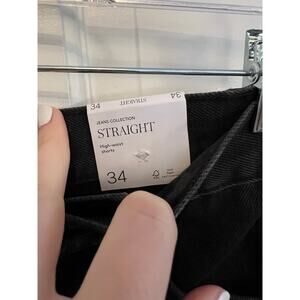 34 STRAIGHT 34
JEANS COLLECTION
STRAIGHT
High-waist
shorts
34